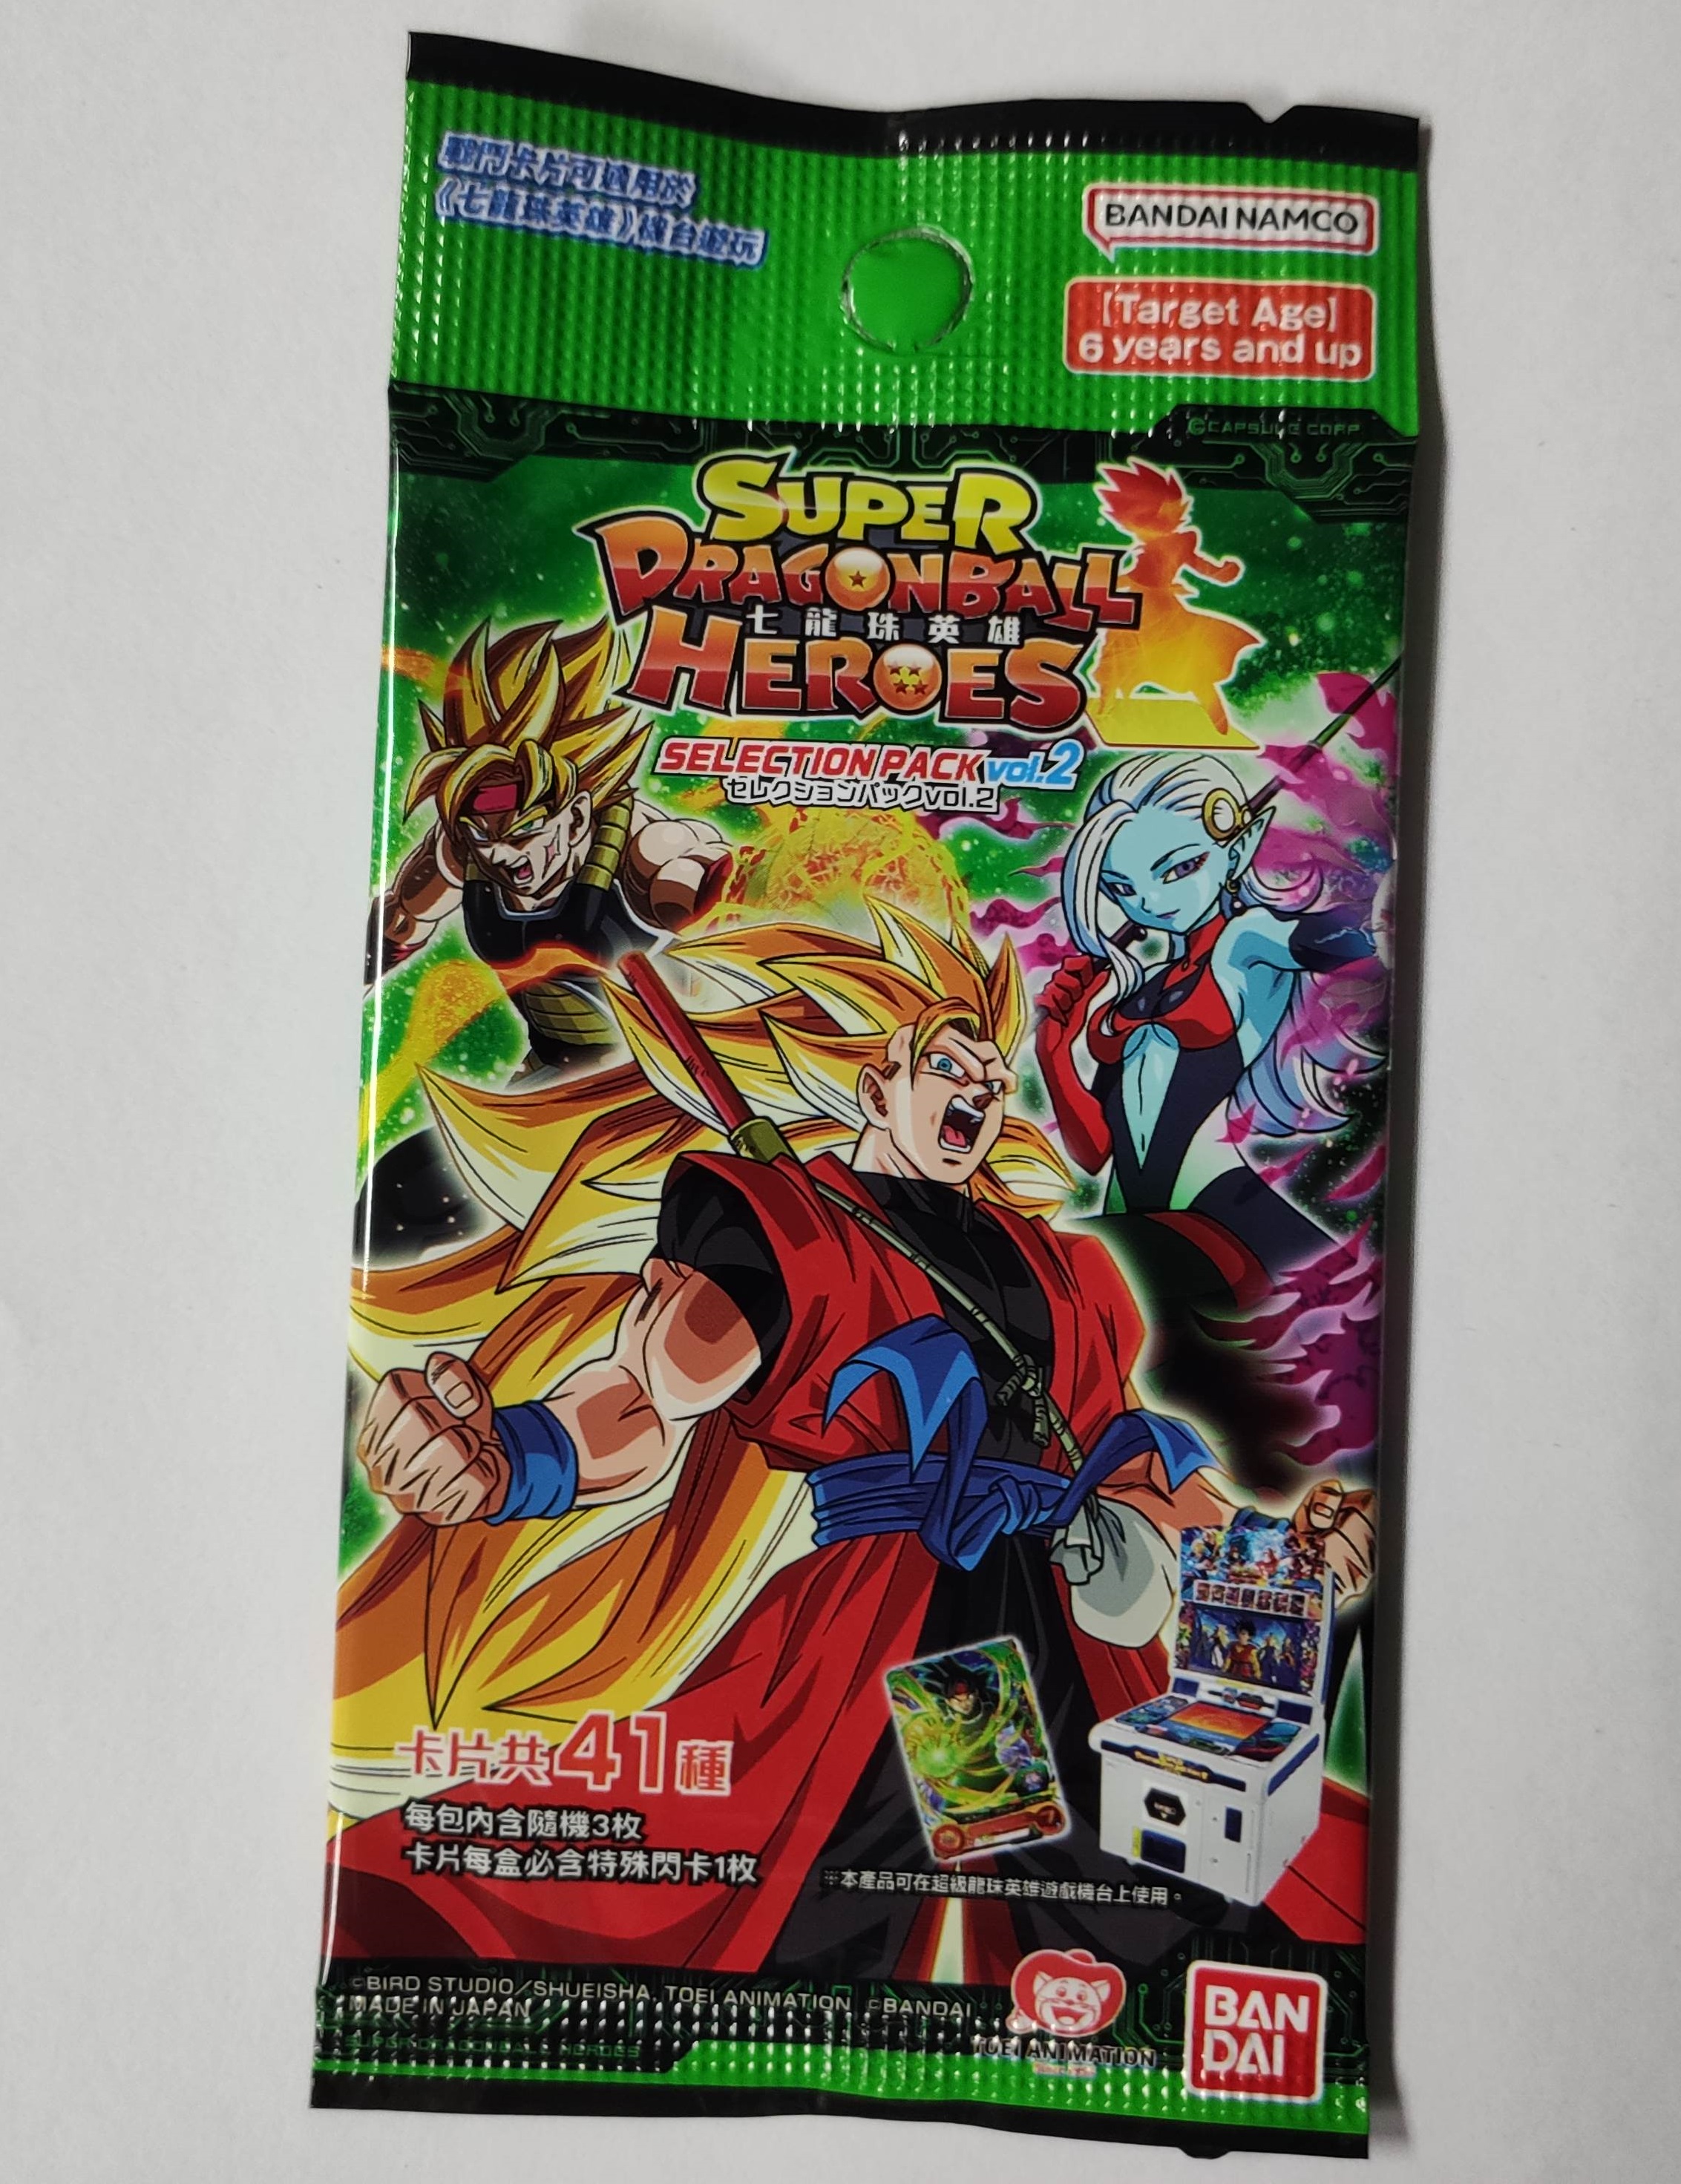 戰鬥卡片可適用於
《七龍珠英雄》機台遊玩
BANDAI NAMCO
【Target Age】
6 years and up
©CAPSULE CORP
SUPER
DRAGONBALL
七龍珠英雄
HEROES
SELECTION PACK vol.2
セレクションパックvol.2
卡片共41種
每包內含隨機3枚
卡片每盒必含特殊閃卡1枚
※本產品可在超級龍珠英雄遊戲機台上使用。
©BIRD STUDIO/SHUEISHA, TOEI ANIMATION ©BANDAI
MADE IN JAPAN
SUPER DRAGONBALL HEROES
TOEI ANIMATION
BAN
DAI